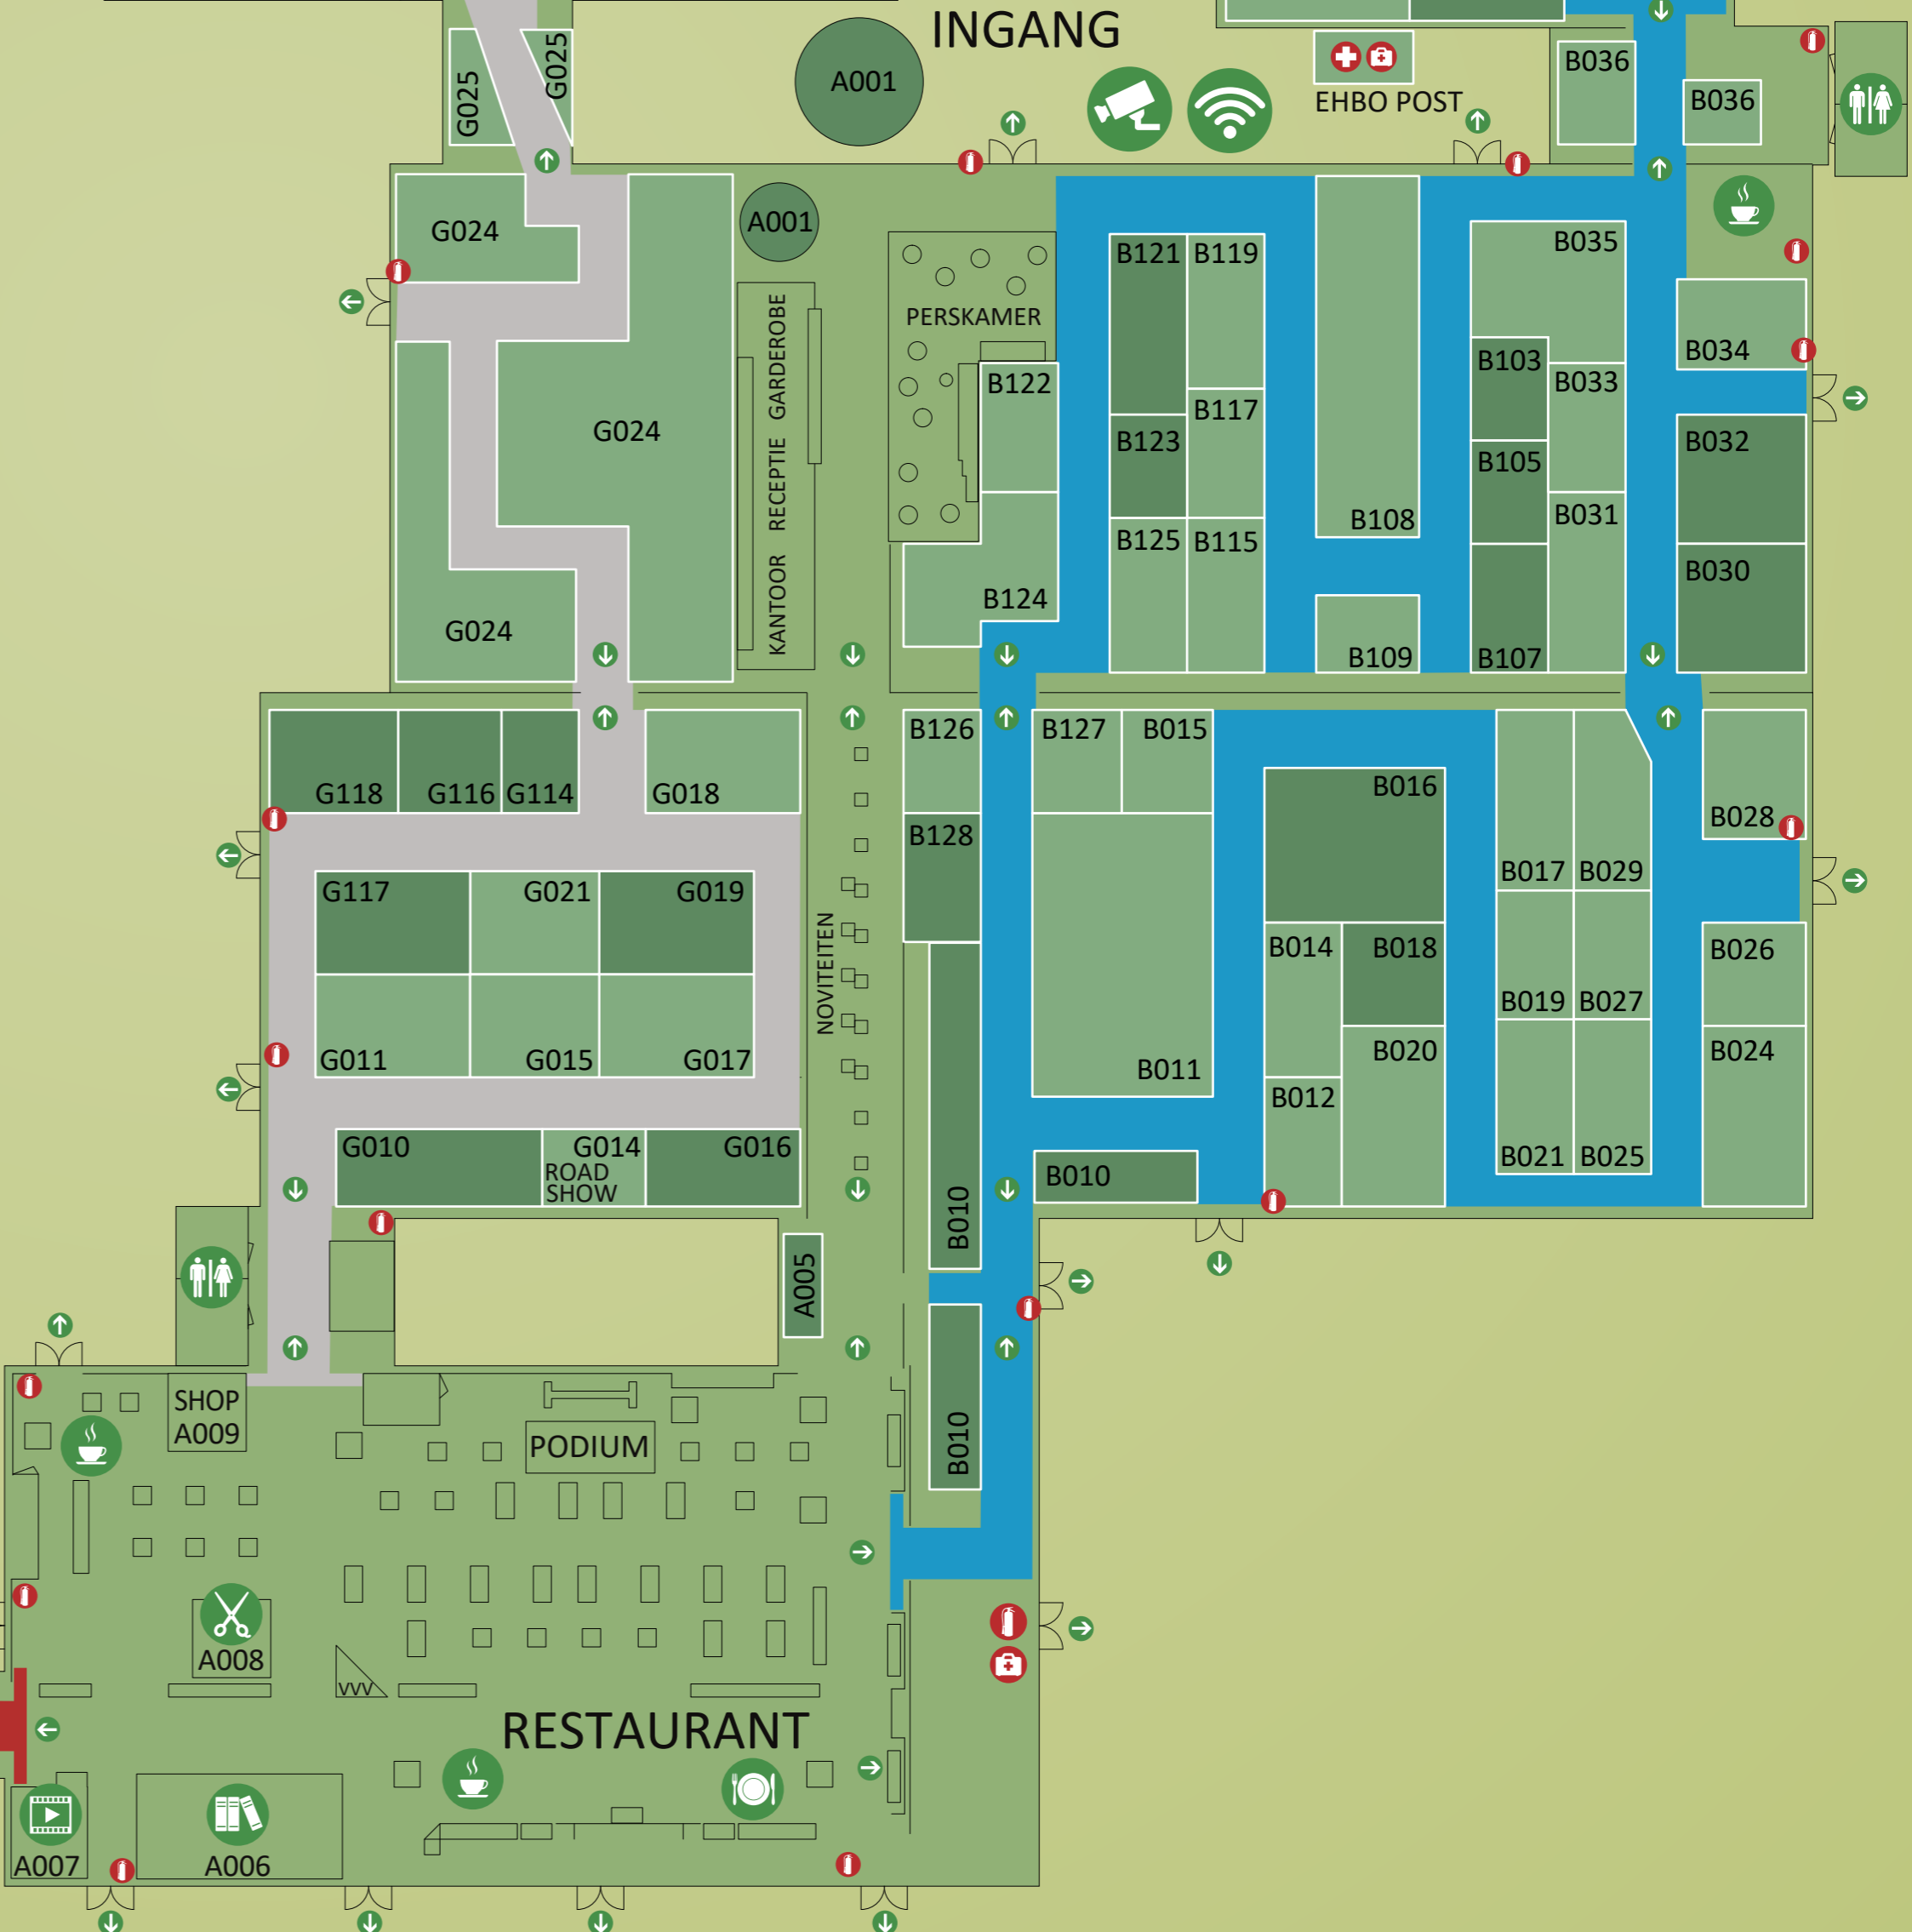 INGANG
G025
G025
A001
EHBO POST
B036
B036
G024
A001
PERSKAMER
B121
B119
B035
B034
B122
B103
B033
G024
B117
B123
B032
B105
KANTOOR RECEPTIE GARDEROBE
B108
B031
B125
B115
B030
B124
G024
B109
B107
G118
G116
G114
G018
B126
B127
B015
B016
B028
B128
B017
B029
G117
G021
G019
NOVITEITEN
B014
B018
B026
B019
B027
G011
G015
G017
B011
B020
B024
B012
G010
G014
ROAD
SHOW
G016
B010
B021
B025
B010
A005
SHOP
A009
PODIUM
B010
A008
VVV
RESTAURANT
A007
A006